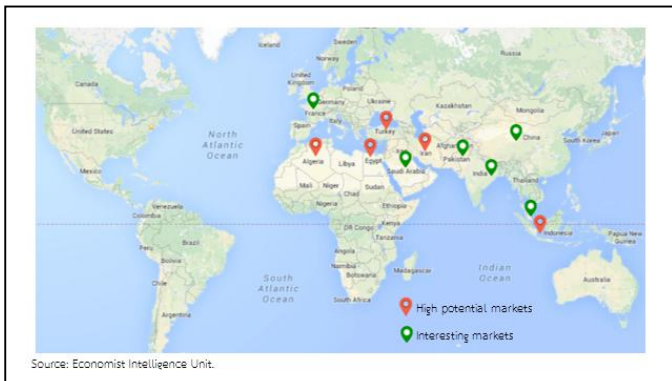 Iceland
Sweden
Norway
Russia
Canada
United Kingdom
Poland
Germany
Ukraine
France
Kazakhstan
Mongolia
Spain
Italy
Turkey
United States
North Atlantic Ocean
China
Japan
South Korea
Afghanistan
Iran
Pakistan
Algeria
Libya
Egypt
Saudi Arabia
Mexico
India
Mali
Niger
Sudan
Chad
Thailand
Nigeria
Ethiopia
Venezuela
Colombia
Kenya
DR Congo
Tanzania
Indonesia
Papua New Guinea
Peru
Brazil
Angola
Bolivia
Namibia
Botswana
Madagascar
Indian Ocean
Australia
Chile
South Atlantic Ocean
South Africa
Argentina
High potential markets
Interesting markets
Source: Economist Intelligence Unit.